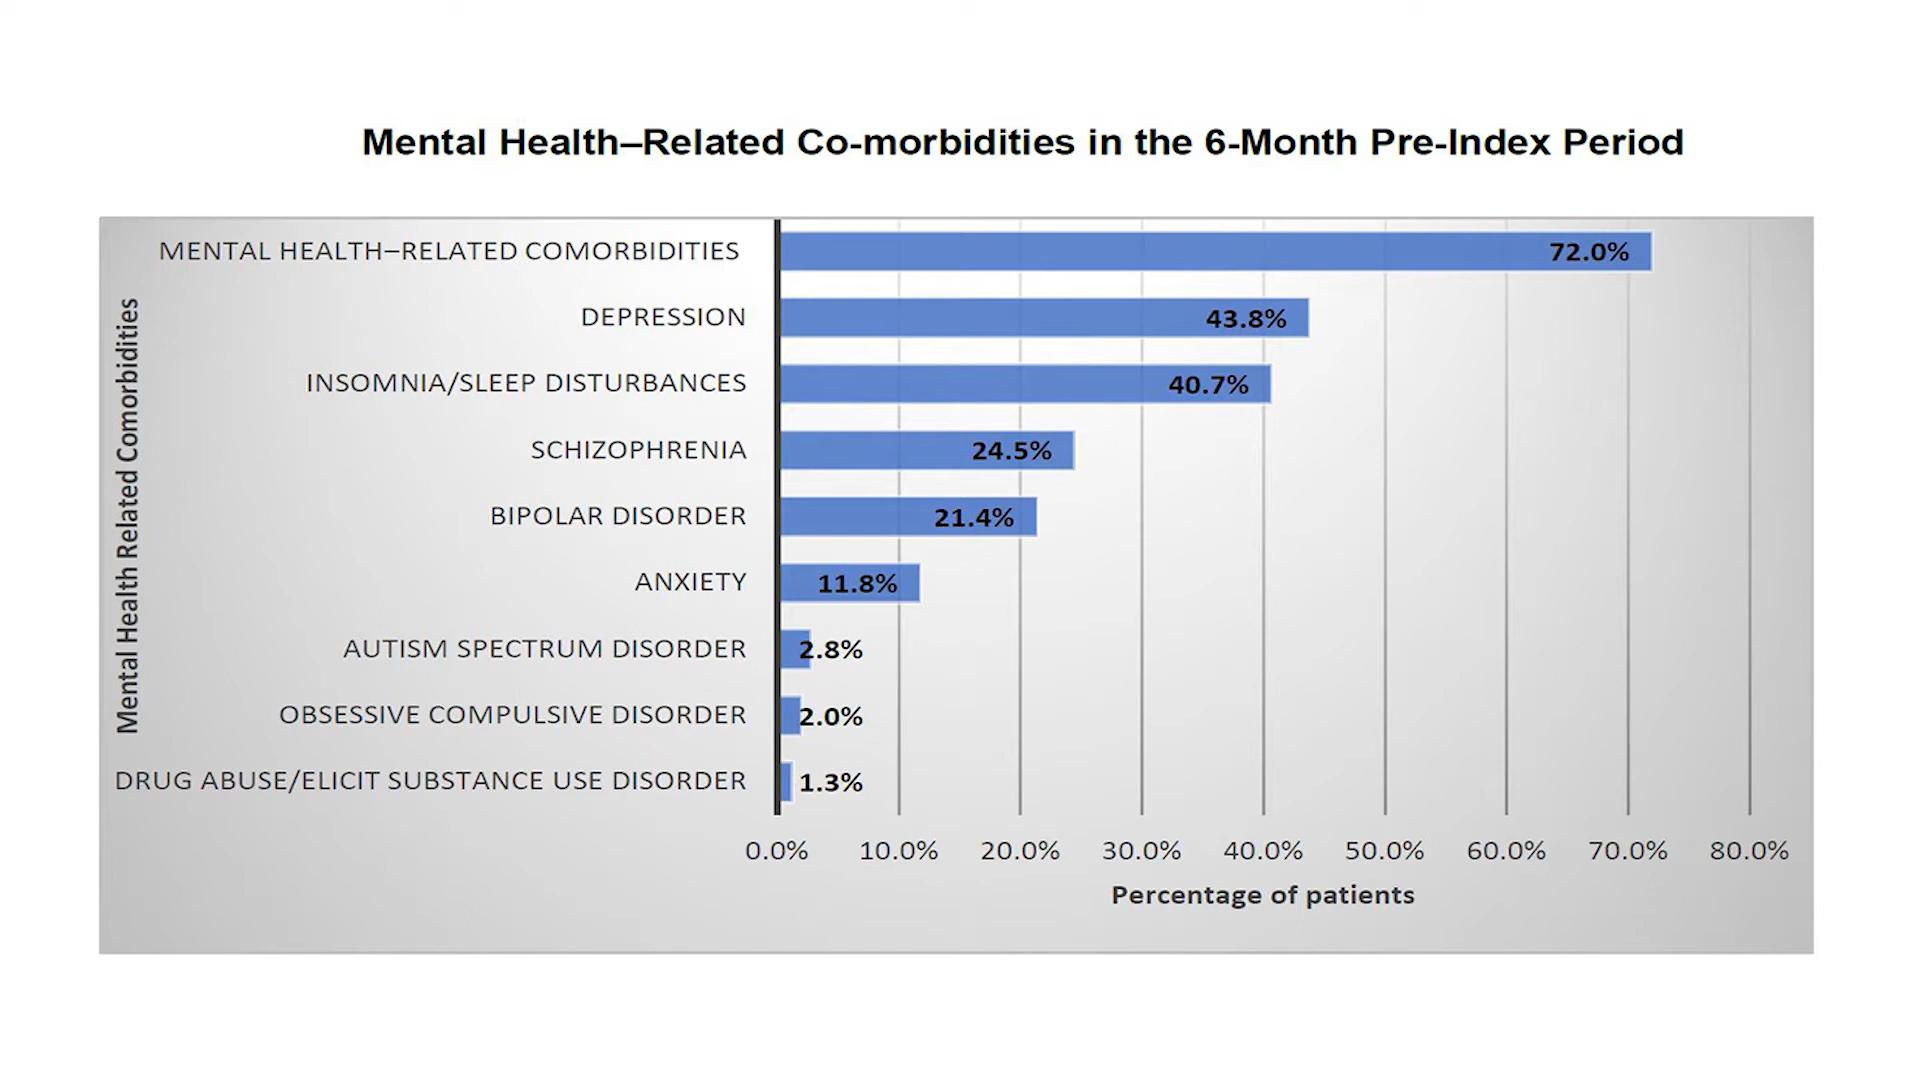 Mental Health–Related Co-morbidities in the 6-Month Pre-Index Period
Mental Health Related Comorbidities
MENTAL HEALTH–RELATED COMORBIDITIES 72.0%
DEPRESSION 43.8%
INSOMNIA/SLEEP DISTURBANCES 40.7%
SCHIZOPHRENIA 24.5%
BIPOLAR DISORDER 21.4%
ANXIETY 11.8%
AUTISM SPECTRUM DISORDER 2.8%
OBSESSIVE COMPULSIVE DISORDER 2.0%
DRUG ABUSE/ELICIT SUBSTANCE USE DISORDER 1.3%
0.0% 10.0% 20.0% 30.0% 40.0% 50.0% 60.0% 70.0% 80.0%
Percentage of patients